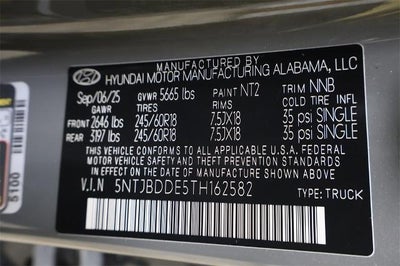 MANUFACTURED BY
HYUNDAI MOTOR MANUFACTURING ALABAMA, LLC
Sep/06/25 GVWR 5665 lbs PAINT NT2 TRIM NNB
GAWR TIRES RIMS COLD TIRE INF.
FRONT 2646 lbs 245/60R18 7.5JX18 35 psi SINGLE
REAR 3197 lbs 245/60R18 7.5JX18 35 psi SINGLE
THIS VEHICLE CONFORMS TO ALL APPLICABLE U.S.A. FEDERAL
MOTOR VEHICLE SAFETY AND THEFT PREVENTION STANDARDS
IN EFFECT ON THE DATE OF MANUFACTURE SHOWN ABOVE.
V.I.N 5NTJBDDE5TH162582
TYPE: TRUCK
5100